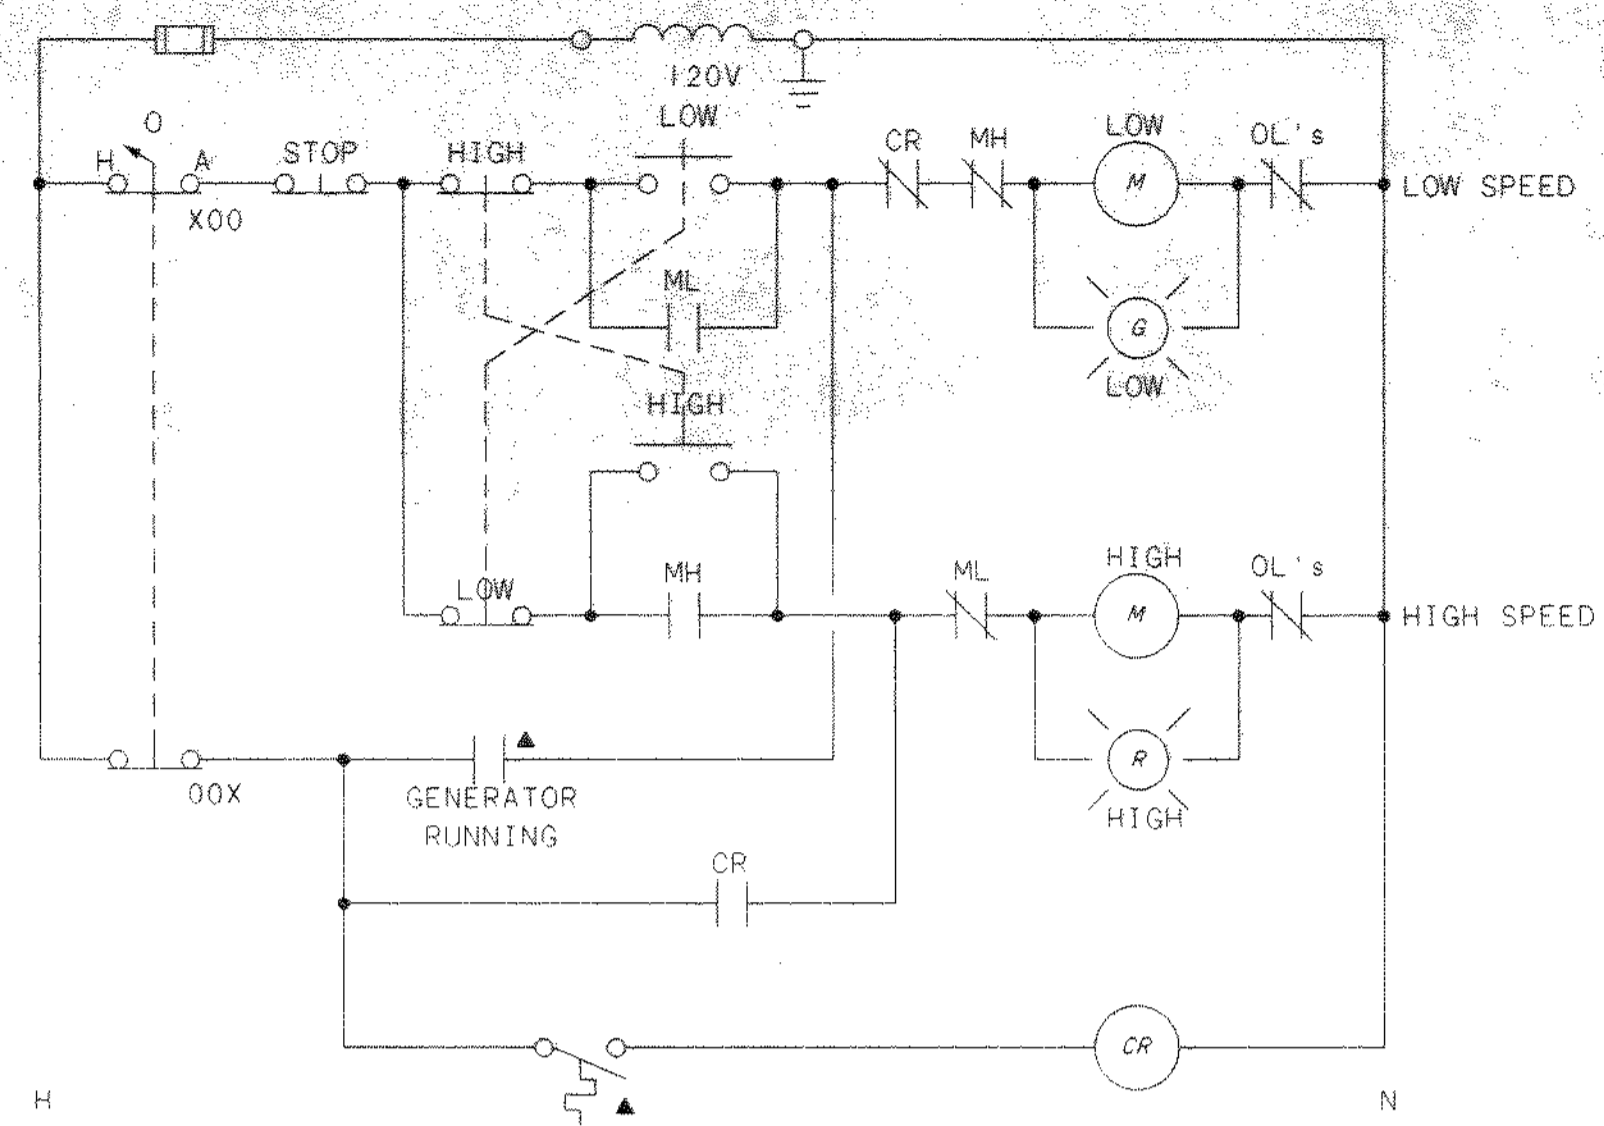 120V
LOW
O
H
A
STOP
HIGH
CR
MH
LOW
OL's
M
LOW SPEED
X00
ML
G
LOW
HIGH
LOW
MH
ML
HIGH
OL's
M
HIGH SPEED
R
HIGH
00X
GENERATOR
RUNNING
CR
CR
H
N